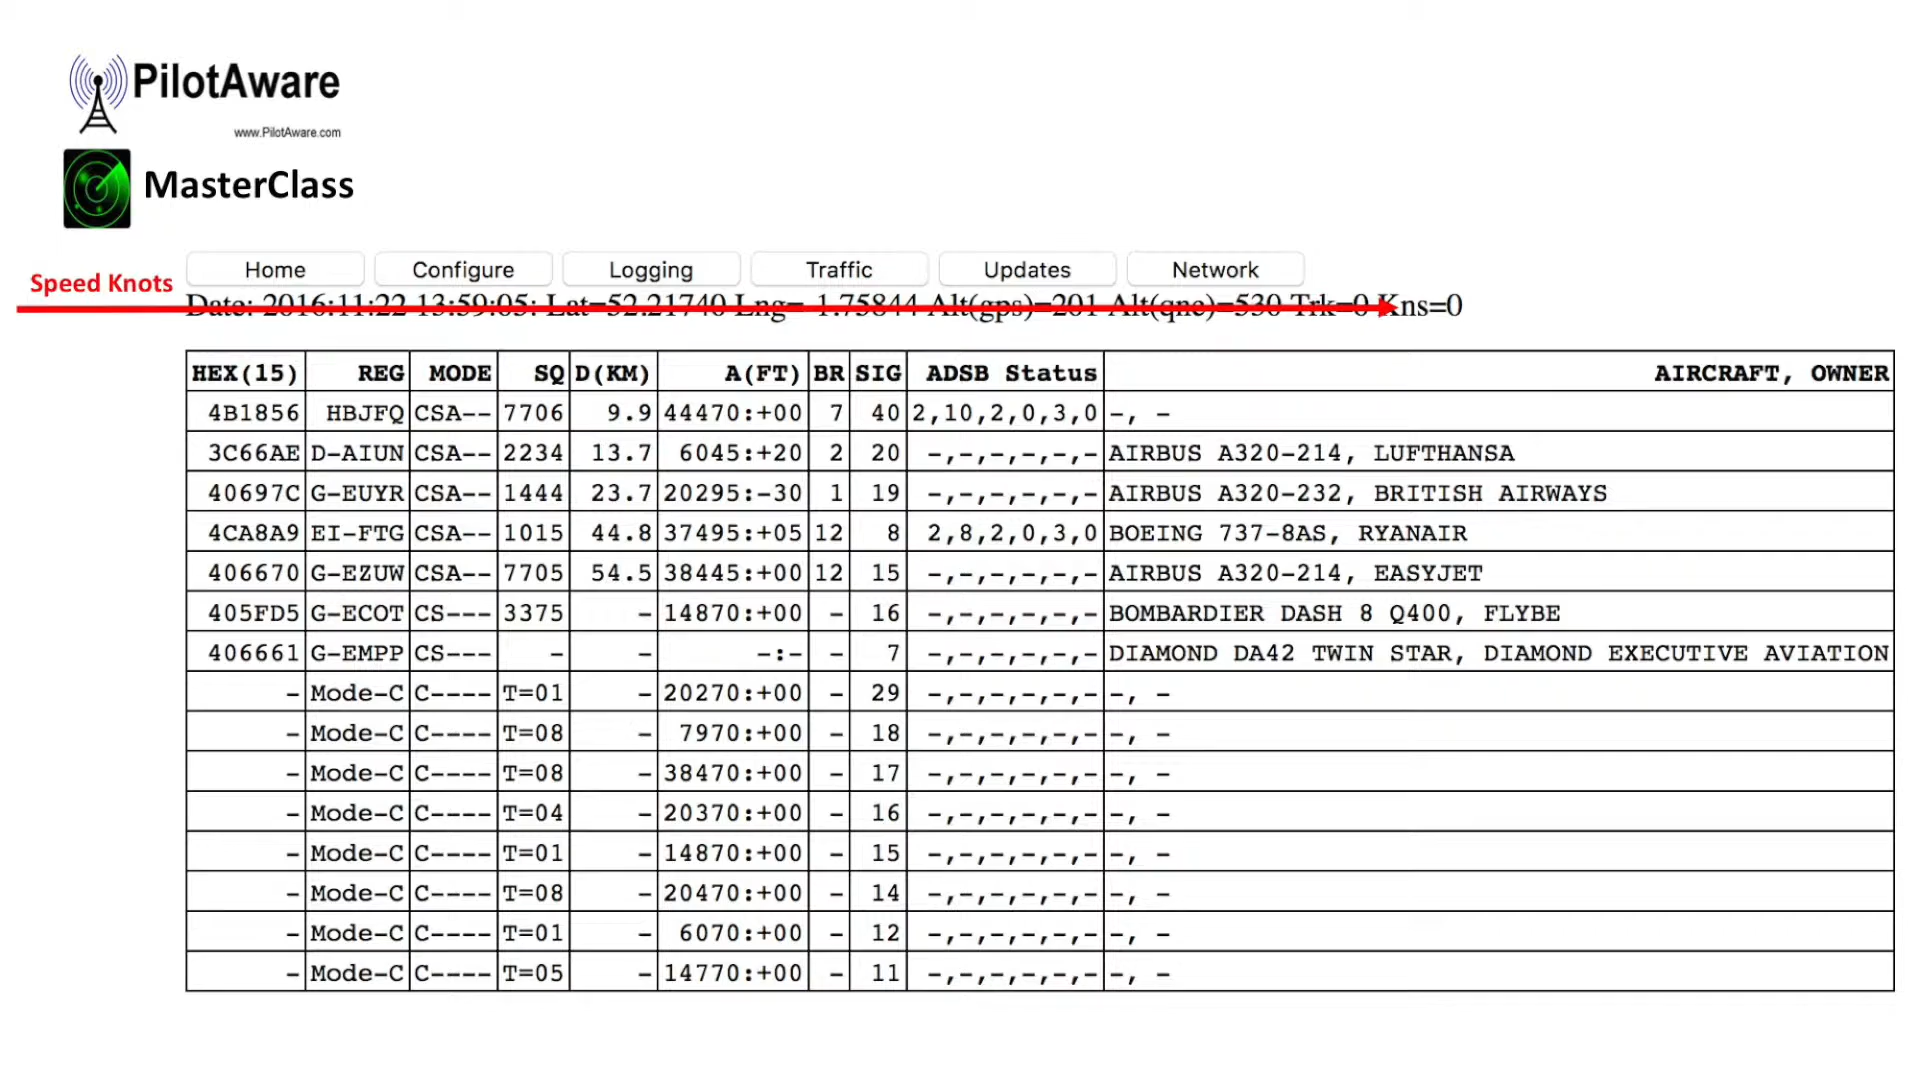 PilotAware
www.PilotAware.com
MasterClass
Home Configure Logging Traffic Updates Network
Speed Knots
Date: 2016:11:22 13:59:05: Lat=52.21740 Lng=-1.75844 Alt(gps)=201 Alt(qne)=530 Trk=0 Kns=0
HEX(15) REG MODE SQ D(KM) A(FT) BR SIG ADSB Status AIRCRAFT, OWNER
4B1856 HBJFQ CSA-- 7706 9.9 44470:+00 7 40 2,10,2,0,3,0 -, -
3C66AE D-AIUN CSA-- 2234 13.7 6045:+20 2 20 -,-,-,-,-,- AIRBUS A320-214, LUFTHANSA
40697C G-EUYR CSA-- 1444 23.7 20295:-30 1 19 -,-,-,-,-,- AIRBUS A320-232, BRITISH AIRWAYS
4CA8A9 EI-FTG CSA-- 1015 44.8 37495:+05 12 8 2,8,2,0,3,0 BOEING 737-8AS, RYANAIR
406670 G-EZUW CSA-- 7705 54.5 38445:+00 12 15 -,-,-,-,-,- AIRBUS A320-214, EASYJET
405FD5 G-ECOT CS--- 3375 - 14870:+00 - 16 -,-,-,-,-,- BOMBARDIER DASH 8 Q400, FLYBE
406661 G-EMPP CS--- - - -:- - 7 -,-,-,-,-,- DIAMOND DA42 TWIN STAR, DIAMOND EXECUTIVE AVIATION
- Mode-C C---- T=01 - 20270:+00 - 29 -,-,-,-,-,- -, -
- Mode-C C---- T=08 - 7970:+00 - 18 -,-,-,-,-,- -, -
- Mode-C C---- T=08 - 38470:+00 - 17 -,-,-,-,-,- -, -
- Mode-C C---- T=04 - 20370:+00 - 16 -,-,-,-,-,- -, -
- Mode-C C---- T=01 - 14870:+00 - 15 -,-,-,-,-,- -, -
- Mode-C C---- T=08 - 20470:+00 - 14 -,-,-,-,-,- -, -
- Mode-C C---- T=01 - 6070:+00 - 12 -,-,-,-,-,- -, -
- Mode-C C---- T=05 - 14770:+00 - 11 -,-,-,-,-,- -, -